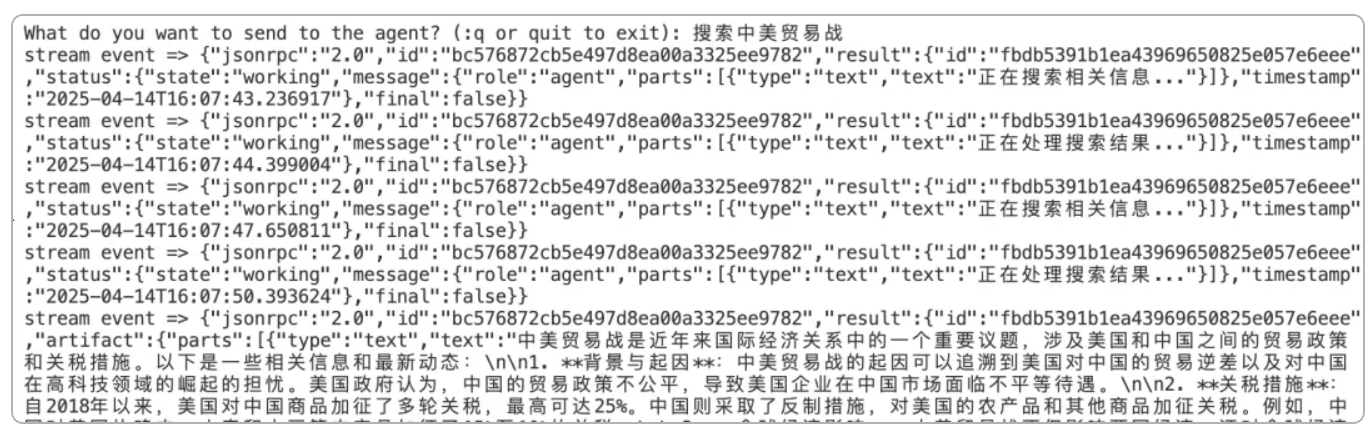 What do you want to send to the agent? (:q or quit to exit): 搜索中美贸易战
stream event => {"jsonrpc":"2.0","id":"bc576872cb5e497d8ea00a3325ee9782","result":{"id":"fbdb5391b1ea43969650825e057e6eee"
,"status":{"state":"working","message":{"role":"agent","parts":[{"type":"text","text":"正在搜索相关信息..."}]},"timestamp"
:"2025-04-14T16:07:43.236917"},"final":false}}
stream event => {"jsonrpc":"2.0","id":"bc576872cb5e497d8ea00a3325ee9782","result":{"id":"fbdb5391b1ea43969650825e057e6eee"
,"status":{"state":"working","message":{"role":"agent","parts":[{"type":"text","text":"正在处理搜索结果..."}]},"timestamp"
:"2025-04-14T16:07:44.399004"},"final":false}}
stream event => {"jsonrpc":"2.0","id":"bc576872cb5e497d8ea00a3325ee9782","result":{"id":"fbdb5391b1ea43969650825e057e6eee"
,"status":{"state":"working","message":{"role":"agent","parts":[{"type":"text","text":"正在搜索相关信息..."}]},"timestamp"
:"2025-04-14T16:07:47.650811"},"final":false}}
stream event => {"jsonrpc":"2.0","id":"bc576872cb5e497d8ea00a3325ee9782","result":{"id":"fbdb5391b1ea43969650825e057e6eee"
,"status":{"state":"working","message":{"role":"agent","parts":[{"type":"text","text":"正在处理搜索结果..."}]},"timestamp"
:"2025-04-14T16:07:50.393624"},"final":false}}
stream event => {"jsonrpc":"2.0","id":"bc576872cb5e497d8ea00a3325ee9782","result":{"id":"fbdb5391b1ea43969650825e057e6eee"
,"artifact":{"parts":[{"type":"text","text":"中美贸易战是近年来国际经济关系中的一个重要议题，涉及美国和中国之间的贸易政策
和关税措施。以下是一些相关信息和最新动态：\n\n1. **背景与起因**：中美贸易战的起因可以追溯到美国对中国的贸易逆差以及对中国
在高科技领域的崛起的担忧。美国政府认为，中国的贸易政策不公平，导致美国企业在中国市场面临不平等待遇。\n\n2. **关税措施**：
自2018年以来，美国对中国商品加征了多轮关税，最高可达25%。中国则采取了反制措施，对美国的农产品和其他商品加征关税。例如，中